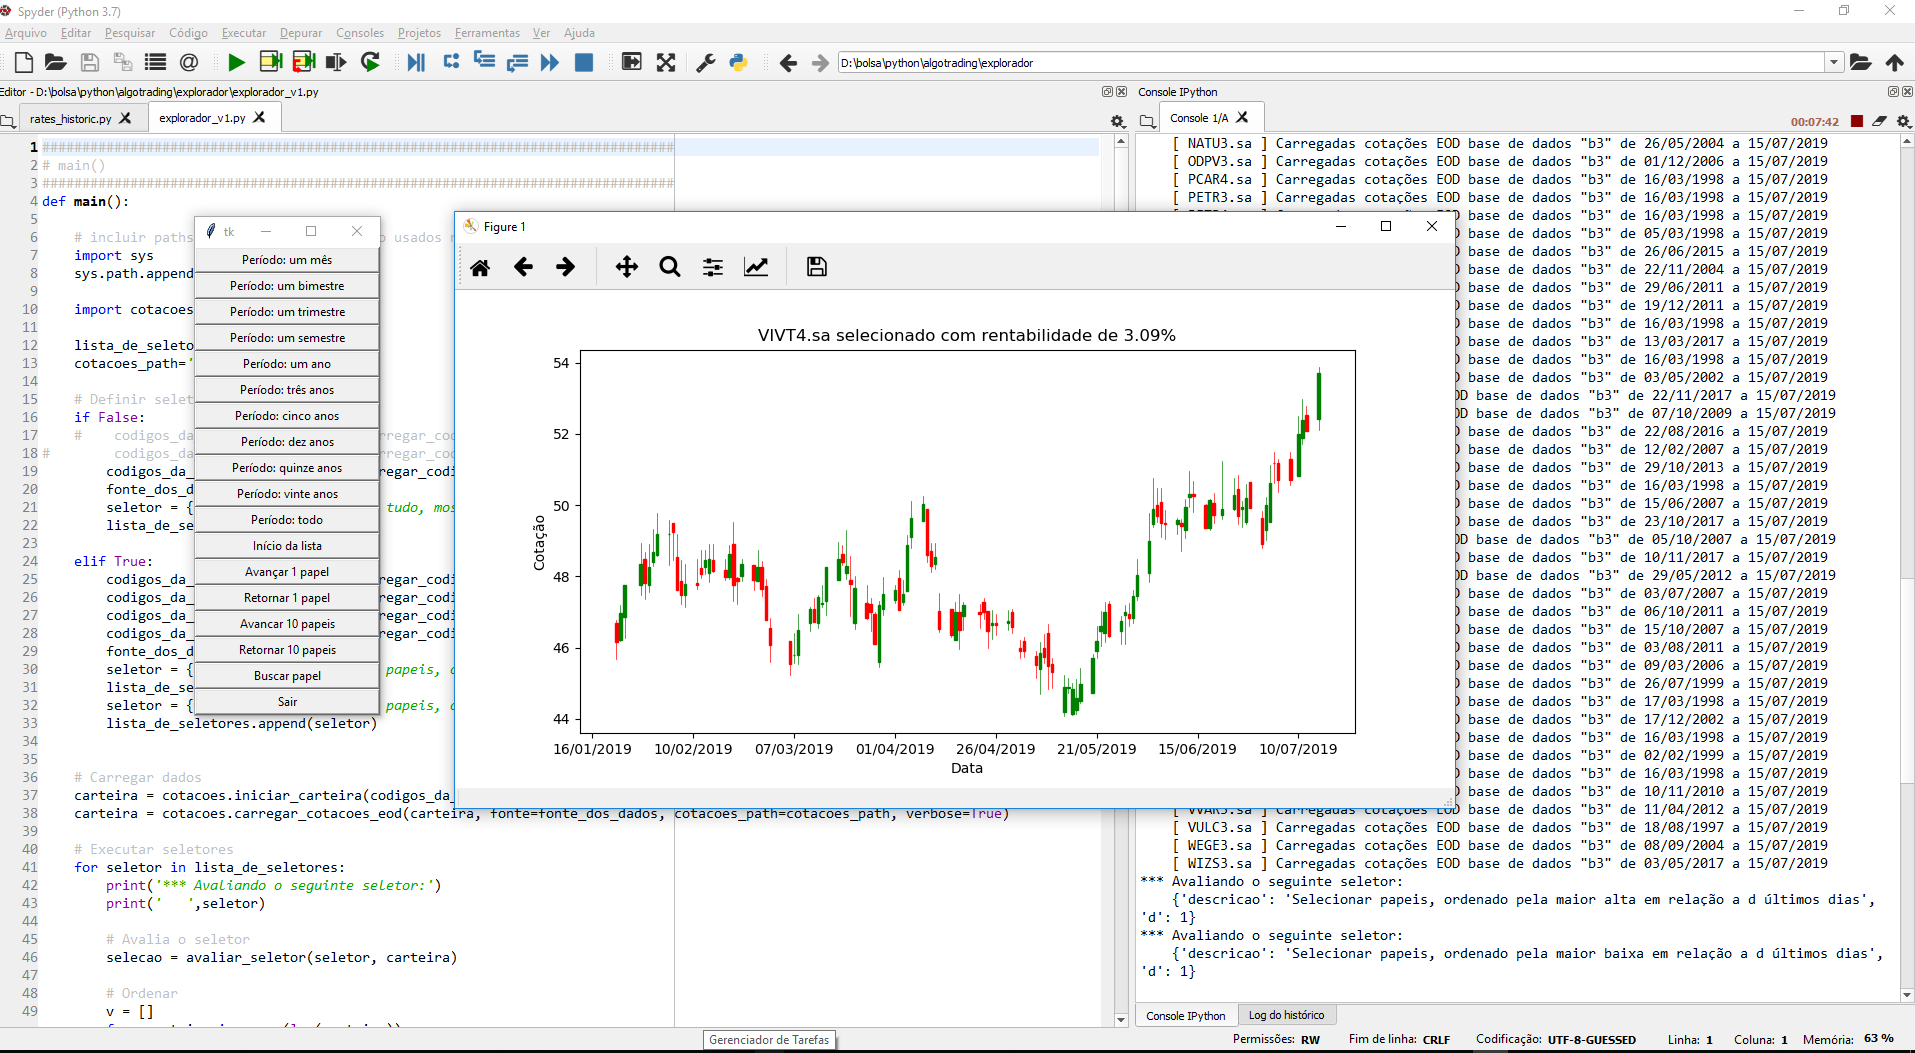 Spyder (Python 3.7)
Arquivo Editar Pesquisar Código Executar Depurar Consoles Projetos Ferramentas Ver Ajuda
D:\bolsa\python\algotrading\explorador
Editor - D:\bolsa\python\algotrading\explorador\explorador_v1.py
rates_historic.py
explorador_v1.py
1 ###############################################################################
2 # main()
3 ###############################################################################
4 def main():
5
6 # incluir paths
7 import sys
8 sys.path.append
9
10 import cotacoes
11
12 lista_de_seleto
13 cotacoes_path='
14
15 # Definir selet
16 if False:
17 # codigos_da_ rregar_cod
18 # codigos_da_ rregar_cod
19 codigos_da_ regar_codi
20 fonte_dos_d
21 seletor = { tudo, mos
22 lista_de_se
23
24 elif True:
25 codigos_da_ regar_codi
26 codigos_da_ regar_codi
27 codigos_da_ regar_codi
28 codigos_da_ regar_codi
29 fonte_dos_d
30 seletor = { papeis, o
31 lista_de_se
32 seletor = { papeis, o
33 lista_de_seletores.append(seletor)
34
35
36 # Carregar dados
37 carteira = cotacoes.iniciar_carteira(codigos_da_
38 carteira = cotacoes.carregar_cotacoes_eod(carteira, fonte=fonte_dos_dados, cotacoes_path=cotacoes_path, verbose=True)
39
40 # Executar seletores
41 for seletor in lista_de_seletores:
42 print('*** Avaliando o seguinte seletor:')
43 print(' ',seletor)
44
45 # Avalia o seletor
46 selecao = avaliar_seletor(seletor, carteira)
47
48 # Ordenar
49 v = []
tk
Período: um mês
Período: um bimestre
Período: um trimestre
Período: um semestre
Período: um ano
Período: três anos
Período: cinco anos
Período: dez anos
Período: quinze anos
Período: vinte anos
Período: todo
Início da lista
Avançar 1 papel
Retornar 1 papel
Avancar 10 papeis
Retornar 10 papeis
Buscar papel
Sair
Figure 1
VIVT4.sa selecionado com rentabilidade de 3.09%
Cotação
54
52
50
48
46
44
16/01/2019 10/02/2019 07/03/2019 01/04/2019 26/04/2019 21/05/2019 15/06/2019 10/07/2019
Data
Console IPython
Console 1/A
00:07:42
[ NATU3.sa ] Carregadas cotações EOD base de dados "b3" de 26/05/2004 a 15/07/2019
[ ODPV3.sa ] Carregadas cotações EOD base de dados "b3" de 01/12/2006 a 15/07/2019
[ PCAR4.sa ] Carregadas cotações EOD base de dados "b3" de 16/03/1998 a 15/07/2019
[ PETR3.sa ] Carregadas cotações EOD base de dados "b3" de 16/03/1998 a 15/07/2019
D base de dados "b3" de 16/03/1998 a 15/07/2019
D base de dados "b3" de 05/03/1998 a 15/07/2019
D base de dados "b3" de 26/06/2015 a 15/07/2019
D base de dados "b3" de 22/11/2004 a 15/07/2019
D base de dados "b3" de 29/06/2011 a 15/07/2019
D base de dados "b3" de 19/12/2011 a 15/07/2019
D base de dados "b3" de 16/03/1998 a 15/07/2019
D base de dados "b3" de 13/03/2017 a 15/07/2019
D base de dados "b3" de 16/03/1998 a 15/07/2019
D base de dados "b3" de 03/05/2002 a 15/07/2019
OD base de dados "b3" de 22/11/2017 a 15/07/2019
D base de dados "b3" de 07/10/2009 a 15/07/2019
D base de dados "b3" de 22/08/2016 a 15/07/2019
D base de dados "b3" de 12/02/2007 a 15/07/2019
D base de dados "b3" de 29/10/2013 a 15/07/2019
D base de dados "b3" de 16/03/1998 a 15/07/2019
D base de dados "b3" de 15/06/2007 a 15/07/2019
D base de dados "b3" de 23/10/2017 a 15/07/2019
OD base de dados "b3" de 05/10/2007 a 15/07/2019
D base de dados "b3" de 10/11/2017 a 15/07/2019
OD base de dados "b3" de 29/05/2012 a 15/07/2019
D base de dados "b3" de 03/07/2007 a 15/07/2019
D base de dados "b3" de 06/10/2011 a 15/07/2019
D base de dados "b3" de 15/10/2007 a 15/07/2019
D base de dados "b3" de 03/08/2011 a 15/07/2019
D base de dados "b3" de 09/03/2006 a 15/07/2019
D base de dados "b3" de 26/07/1999 a 15/07/2019
D base de dados "b3" de 17/03/1998 a 15/07/2019
D base de dados "b3" de 17/12/2002 a 15/07/2019
D base de dados "b3" de 16/03/1998 a 15/07/2019
D base de dados "b3" de 02/02/1999 a 15/07/2019
D base de dados "b3" de 16/03/1998 a 15/07/2019
D base de dados "b3" de 10/11/2010 a 15/07/2019
[ VVAR3.sa ] Carregadas cotações EOD base de dados "b3" de 11/04/2012 a 15/07/2019
[ VULC3.sa ] Carregadas cotações EOD base de dados "b3" de 18/08/1997 a 15/07/2019
[ WEGE3.sa ] Carregadas cotações EOD base de dados "b3" de 08/09/2004 a 15/07/2019
[ WIZS3.sa ] Carregadas cotações EOD base de dados "b3" de 03/05/2017 a 15/07/2019
*** Avaliando o seguinte seletor:
{'descricao': 'Selecionar papeis, ordenado pela maior alta em relação a d últimos dias',
'd': 1}
*** Avaliando o seguinte seletor:
{'descricao': 'Selecionar papeis, ordenado pela maior baixa em relação a d últimos dias',
'd': 1}
Console IPython
Log do histórico
Gerenciador de Tarefas
Permissões: RW Fim de linha: CRLF Codificação: UTF-8-GUESSED Linha: 1 Coluna: 1 Memória: 63 %